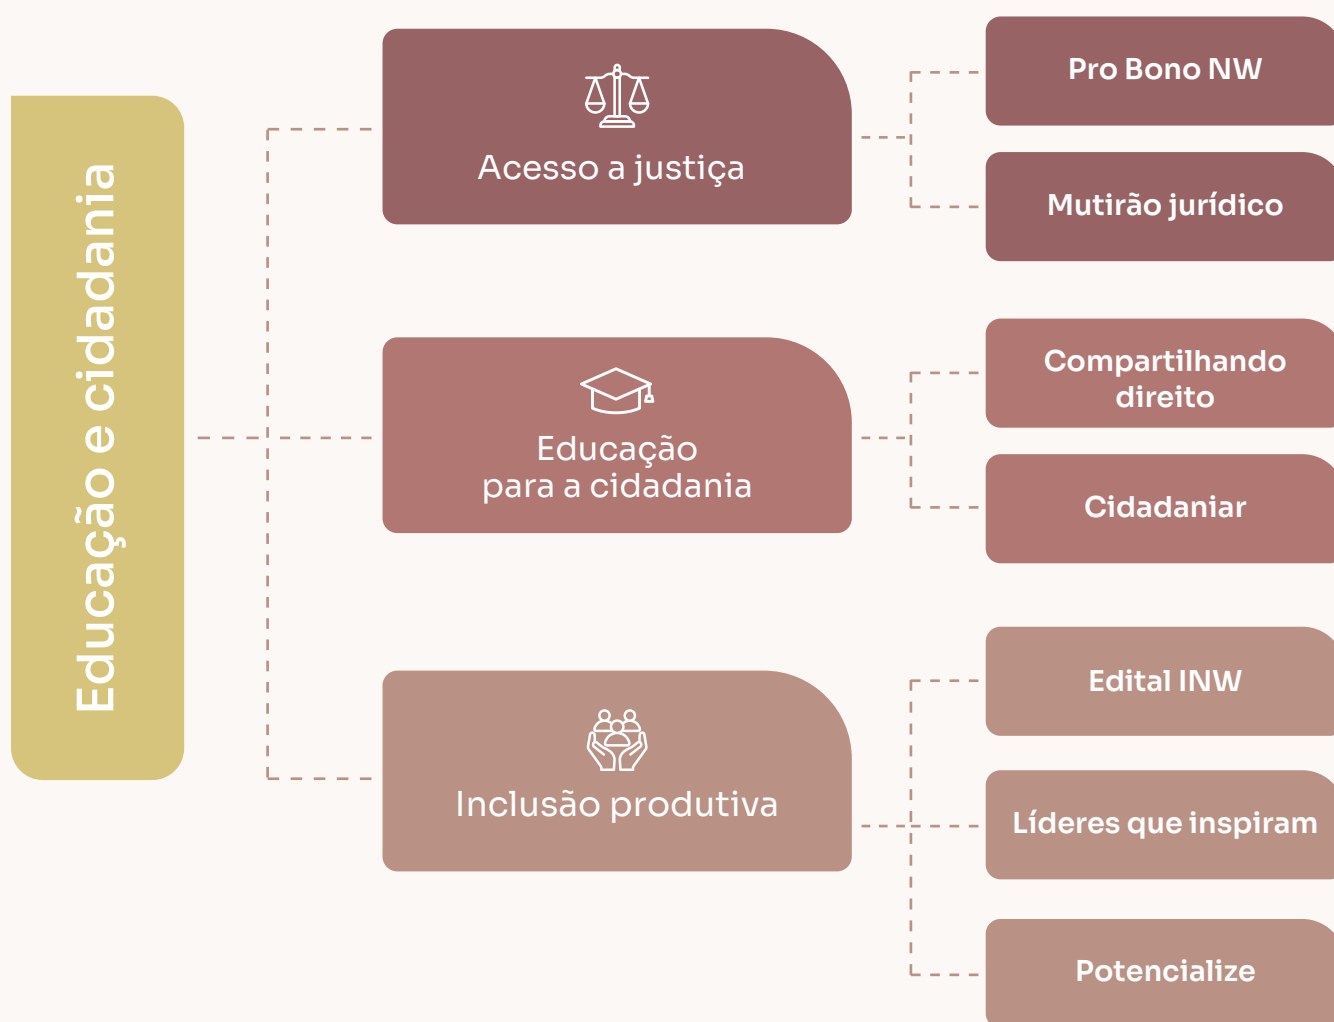 Educação e cidadania
Acesso a justiça
Pro Bono NW
Mutirão jurídico
Educação
para a cidadania
Compartilhando
direito
Cidadaniar
Inclusão produtiva
Edital INW
Líderes que inspiram
Potencialize